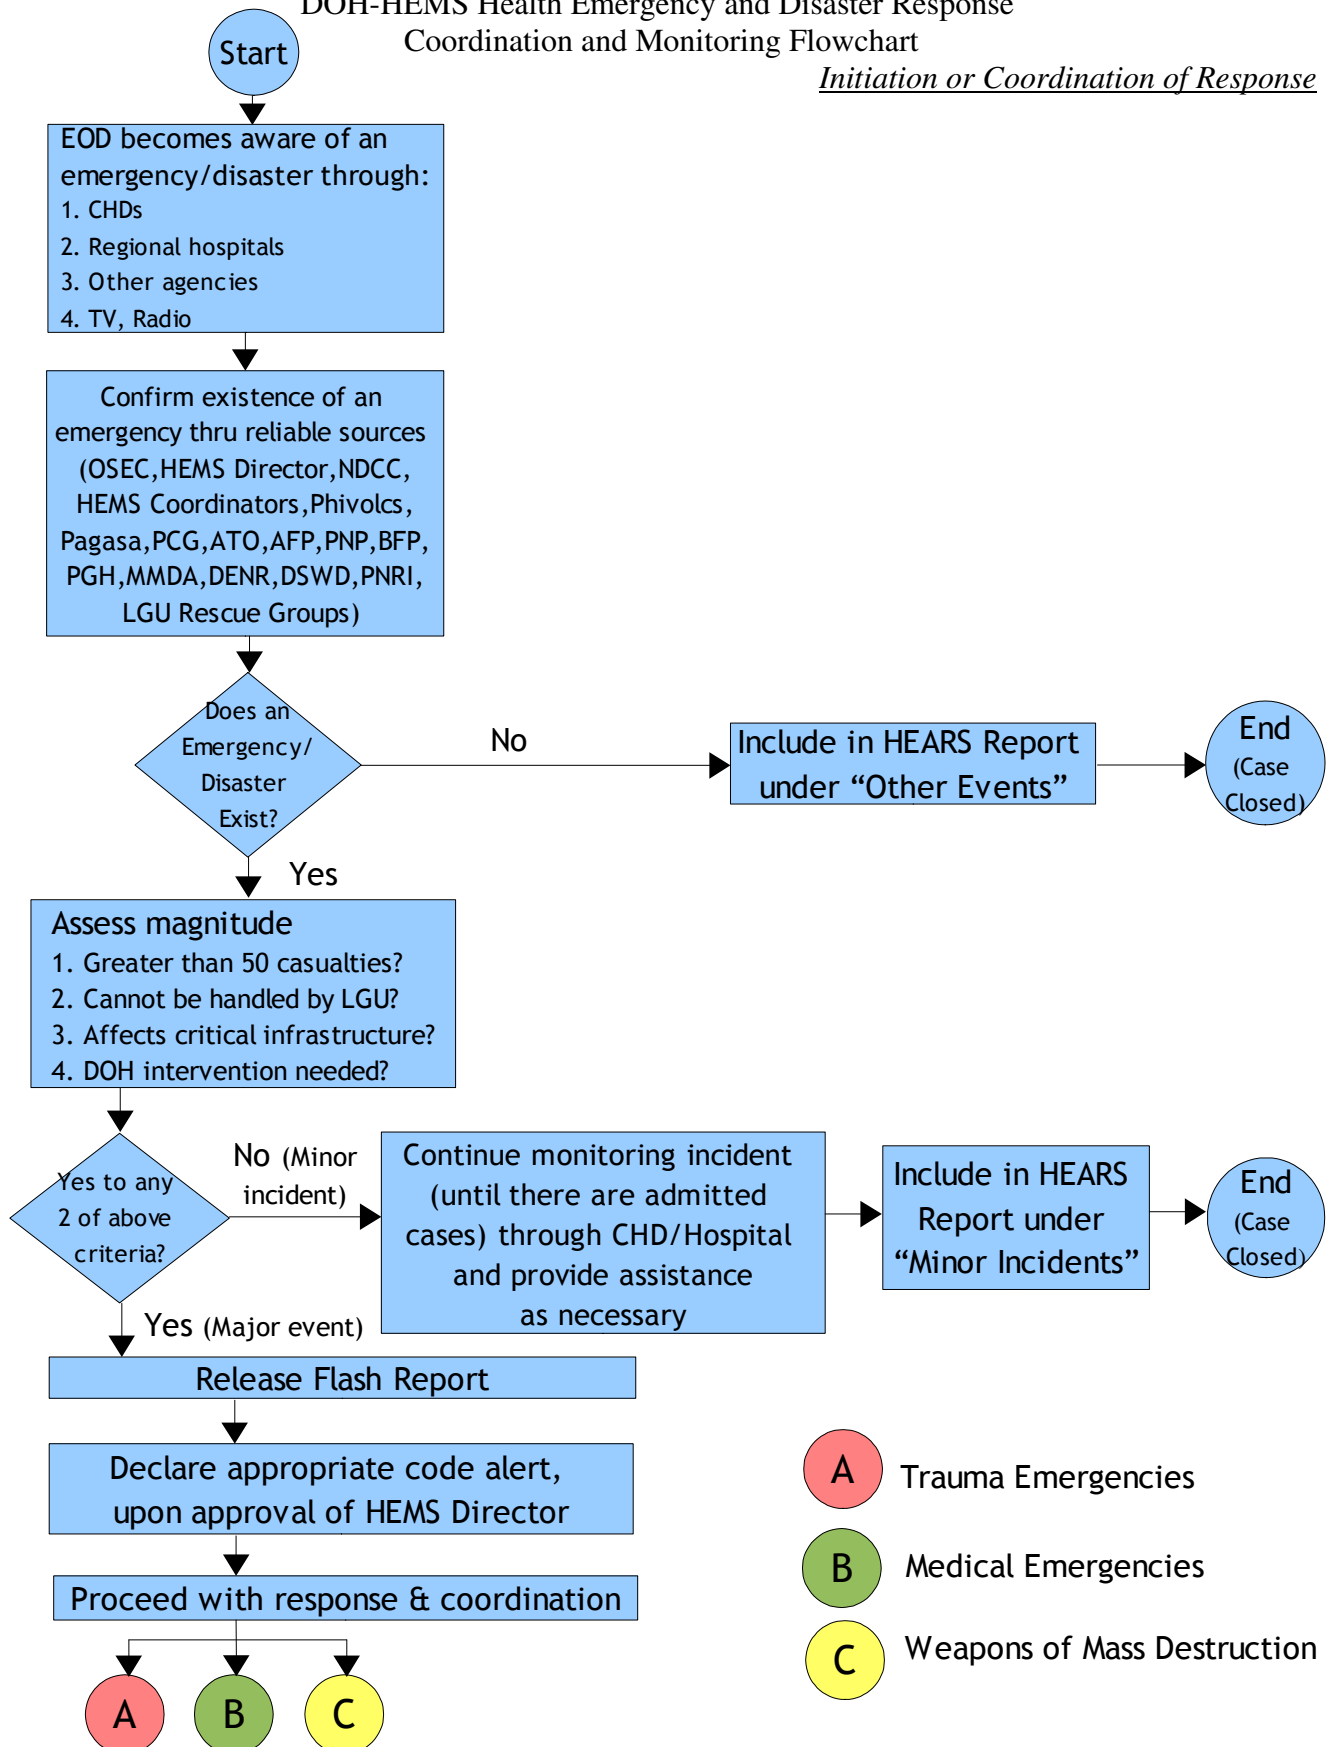 DOH-HEMS Health Emergency and Disaster Response
Coordination and Monitoring Flowchart
Initiation or Coordination of Response
Start
EOD becomes aware of an
emergency/disaster through:
1. CHDs
2. Regional hospitals
3. Other agencies
4. TV, Radio
Confirm existence of an
emergency thru reliable sources
(OSEC,HEMS Director,NDCC,
HEMS Coordinators,Phivolcs,
Pagasa,PCG,ATO,AFP,PNP,BFP,
PGH,MMDA,DENR,DSWD,PNRI,
LGU Rescue Groups)
Does an
Emergency/
Disaster
Exist?
No
Include in HEARS Report
under “Other Events”
End
(Case
Closed)
Yes
Assess magnitude
1. Greater than 50 casualties?
2. Cannot be handled by LGU?
3. Affects critical infrastructure?
4. DOH intervention needed?
Yes to any
2 of above
criteria?
No (Minor
incident)
Continue monitoring incident
(until there are admitted
cases) through CHD/Hospital
and provide assistance
as necessary
Include in HEARS
Report under
“Minor Incidents”
End
(Case
Closed)
Yes (Major event)
Release Flash Report
Declare appropriate code alert,
upon approval of HEMS Director
Proceed with response & coordination
A
B
C
A
Trauma Emergencies
B
Medical Emergencies
C
Weapons of Mass Destruction